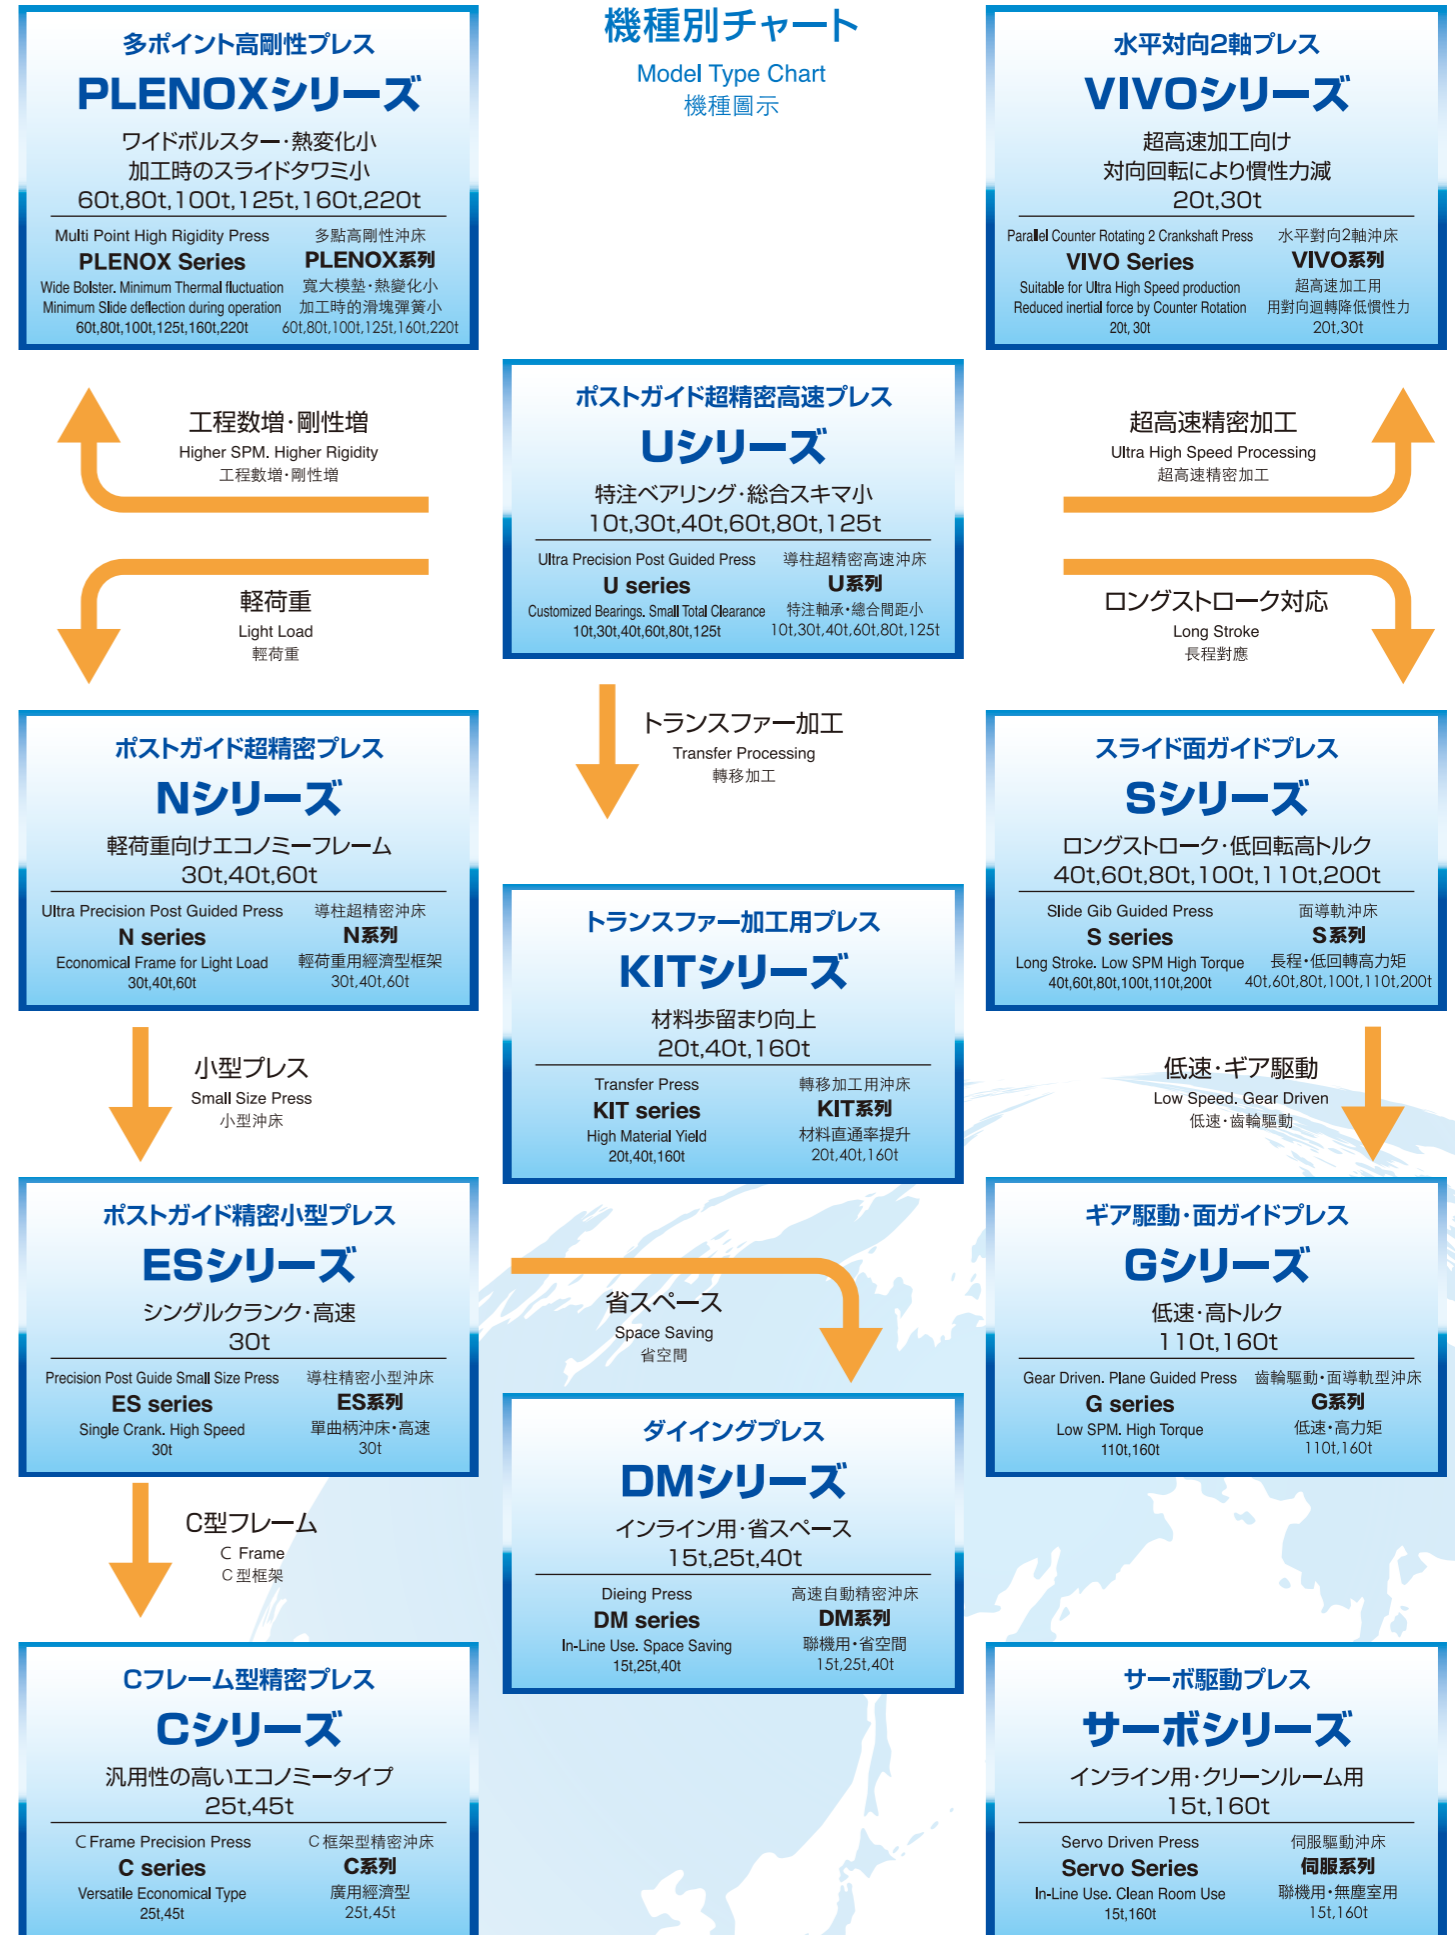 機種別チャート
Model Type Chart
機種圖示
多ポイント高剛性プレス
PLENOXシリーズ
ワイドボルスター・熱変化小
加工時のスライドタワミ小
60t,80t,100t,125t,160t,220t
Multi Point High Rigidity Press
PLENOX Series
Wide Bolster. Minimum Thermal fluctuation
Minimum Slide deflection during operation
60t,80t,100t,125t,160t,220t
多點高剛性沖床
PLENOX系列
寬大模墊・熱變化小
加工時的滑塊彈簧小
60t,80t,100t,125t,160t,220t
水平対向2軸プレス
VIVOシリーズ
超高速加工向け
対向回転により慣性力減
20t,30t
Parallel Counter Rotating 2 Crankshaft Press
VIVO Series
Suitable for Ultra High Speed production
Reduced inertial force by Counter Rotation
20t, 30t
水平對向2軸沖床
VIVO系列
超高速加工用
用對向迴轉降低慣性力
20t,30t
工程数増・剛性増
Higher SPM. Higher Rigidity
工程數增・剛性增
軽荷重
Light Load
輕荷重
ポストガイド超精密高速プレス
Uシリーズ
特注ベアリング・総合スキマ小
10t,30t,40t,60t,80t,125t
Ultra Precision Post Guided Press
U series
Customized Bearings. Small Total Clearance
10t,30t,40t,60t,80t,125t
導柱超精密高速沖床
U系列
特注軸承・總合間距小
10t,30t,40t,60t,80t,125t
超高速精密加工
Ultra High Speed Processing
超高速精密加工
ロングストローク対応
Long Stroke
長程對應
トランスファー加工
Transfer Processing
轉移加工
ポストガイド超精密プレス
Nシリーズ
軽荷重向けエコノミーフレーム
30t,40t,60t
Ultra Precision Post Guided Press
N series
Economical Frame for Light Load
30t,40t,60t
導柱超精密沖床
N系列
輕荷重用經濟型框架
30t,40t,60t
スライド面ガイドプレス
Sシリーズ
ロングストローク・低回転高トルク
40t,60t,80t,100t,110t,200t
Slide Gib Guided Press
S series
Long Stroke. Low SPM High Torque
40t,60t,80t,100t,110t,200t
面導軌沖床
S系列
長程・低回轉高力矩
40t,60t,80t,100t,110t,200t
トランスファー加工用プレス
KITシリーズ
材料歩留まり向上
20t,40t,160t
Transfer Press
KIT series
High Material Yield
20t,40t,160t
轉移加工用沖床
KIT系列
材料直通率提升
20t,40t,160t
小型プレス
Small Size Press
小型沖床
低速・ギア駆動
Low Speed. Gear Driven
低速・齒輪驅動
ポストガイド精密小型プレス
ESシリーズ
シングルクランク・高速
30t
Precision Post Guide Small Size Press
ES series
Single Crank. High Speed
30t
導柱精密小型沖床
ES系列
單曲柄沖床・高速
30t
省スペース
Space Saving
省空間
ギア駆動・面ガイドプレス
Gシリーズ
低速・高トルク
110t,160t
Gear Driven. Plane Guided Press
G series
Low SPM. High Torque
110t,160t
齒輪驅動・面導軌型沖床
G系列
低速・高力矩
110t,160t
ダイイングプレス
DMシリーズ
インライン用・省スペース
15t,25t,40t
Dieing Press
DM series
In-Line Use. Space Saving
15t,25t,40t
高速自動精密沖床
DM系列
聯機用・省空間
15t,25t,40t
C型フレーム
C Frame
C型框架
Cフレーム型精密プレス
Cシリーズ
汎用性の高いエコノミータイプ
25t,45t
C Frame Precision Press
C series
Versatile Economical Type
25t,45t
C框架型精密沖床
C系列
廣用經濟型
25t,45t
サーボ駆動プレス
サーボシリーズ
インライン用・クリーンルーム用
15t,160t
Servo Driven Press
Servo Series
In-Line Use. Clean Room Use
15t,160t
伺服驅動沖床
伺服系列
聯機用・無塵室用
15t,160t